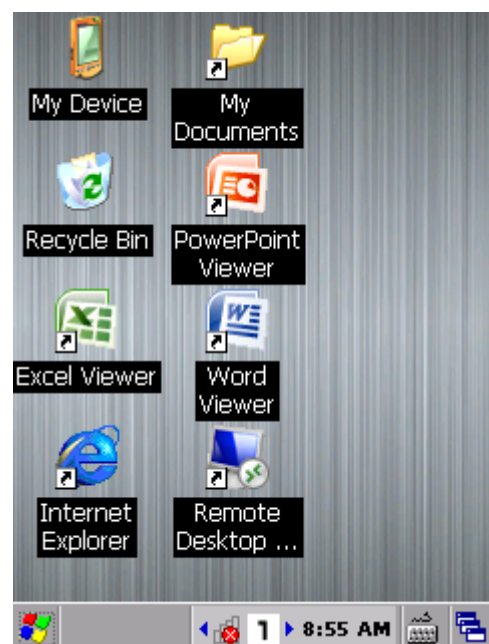 My Device
My
Documents
Recycle Bin
PowerPoint
Viewer
Excel Viewer
Word
Viewer
Internet
Explorer
Remote
Desktop ...
1
8:55 AM